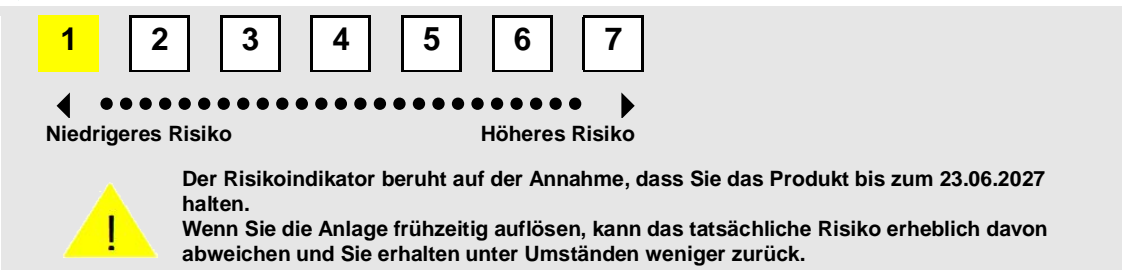 1 2 3 4 5 6 7
Niedrigeres Risiko Höheres Risiko
Der Risikoindikator beruht auf der Annahme, dass Sie das Produkt bis zum 23.06.2027
halten.
Wenn Sie die Anlage frühzeitig auflösen, kann das tatsächliche Risiko erheblich davon
! abweichen und Sie erhalten unter Umständen weniger zurück.